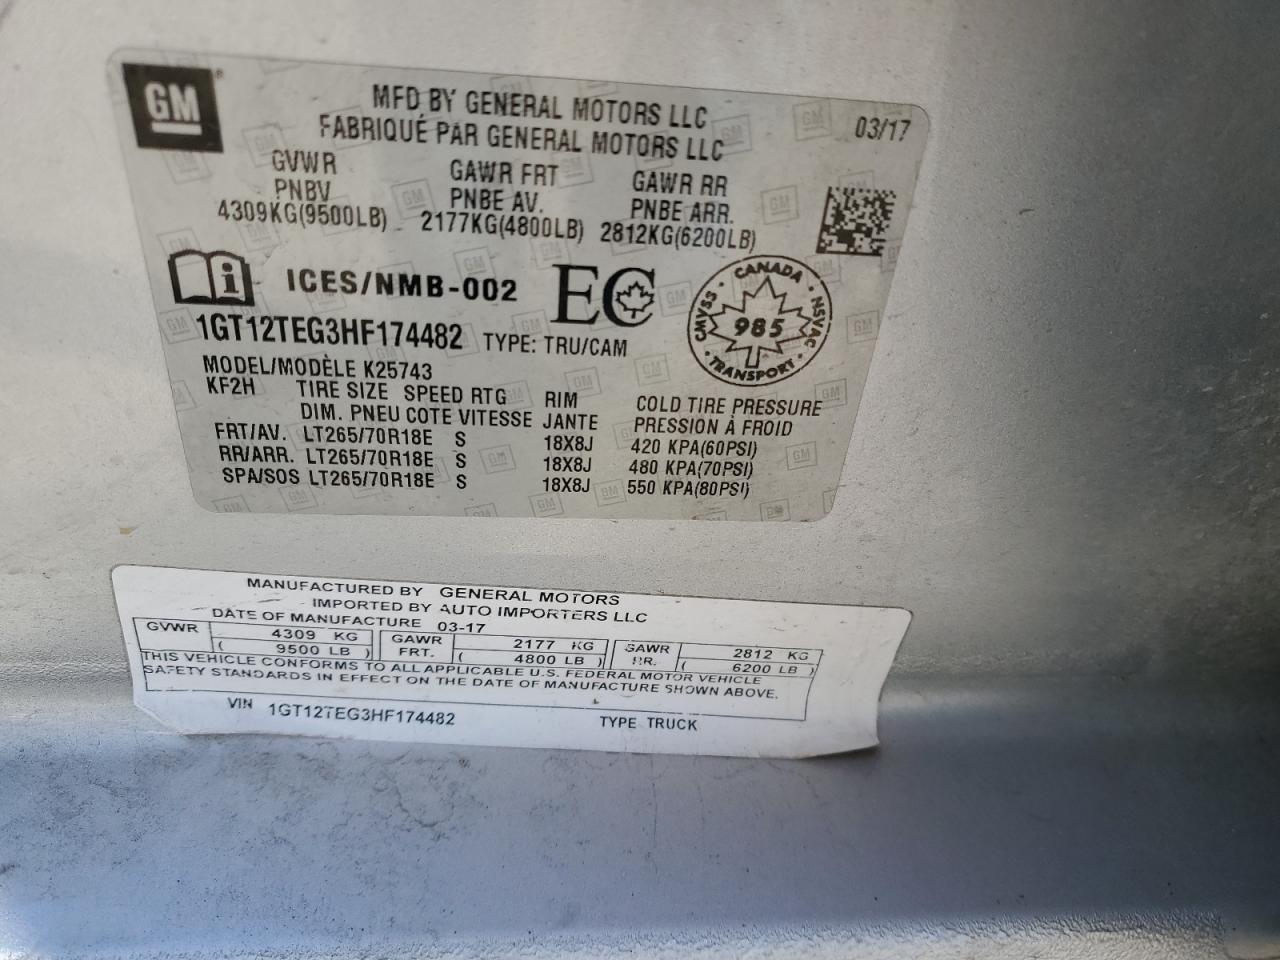 GM
MFD BY GENERAL MOTORS LLC
FABRIQUÉ PAR GENERAL MOTORS LLC
03/17
GVWR GAWR FRT GAWR RR
PNBV PNBE AV. PNBE ARR.
4309KG(9500LB) 2177KG(4800LB) 2812KG(6200LB)
ICES/NMB-002 EC
CANADA
CMVSS 985 NSVAC
TRANSPORT
1GT12TEG3HF174482 TYPE: TRU/CAM
MODEL/MODÈLE K25743
KF2H TIRE SIZE SPEED RTG RIM COLD TIRE PRESSURE
DIM. PNEU COTE VITESSE JANTE PRESSION À FROID
FRT/AV. LT265/70R18E S 18X8J 420 KPA(60PSI)
RR/ARR. LT265/70R18E S 18X8J 480 KPA(70PSI)
SPA/SOS LT265/70R18E S 18X8J 550 KPA(80PSI)
MANUFACTURED BY GENERAL MOTORS
IMPORTED BY AUTO IMPORTERS LLC
DATE OF MANUFACTURE 03-17
GVWR 4309 KG GAWR 2177 KG GAWR 2812 KG
( 9500 LB ) FRT. ( 4800 LB ) RR. ( 6200 LB )
THIS VEHICLE CONFORMS TO ALL APPLICABLE U.S. FEDERAL MOTOR VEHICLE
SAFETY STANDARDS IN EFFECT ON THE DATE OF MANUFACTURE SHOWN ABOVE.
VIN 1GT12TEG3HF174482 TYPE TRUCK